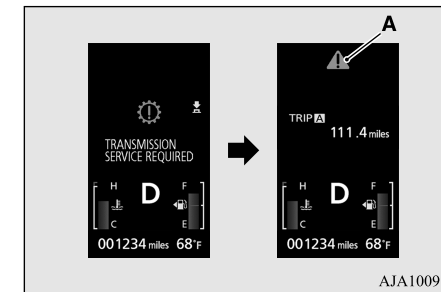 A
TRIP A
111.4 miles
TRANSMISSION
SERVICE REQUIRED
H D F
C E
001234 miles 68°F
H D F
C E
001234 miles 68°F
AJA1009